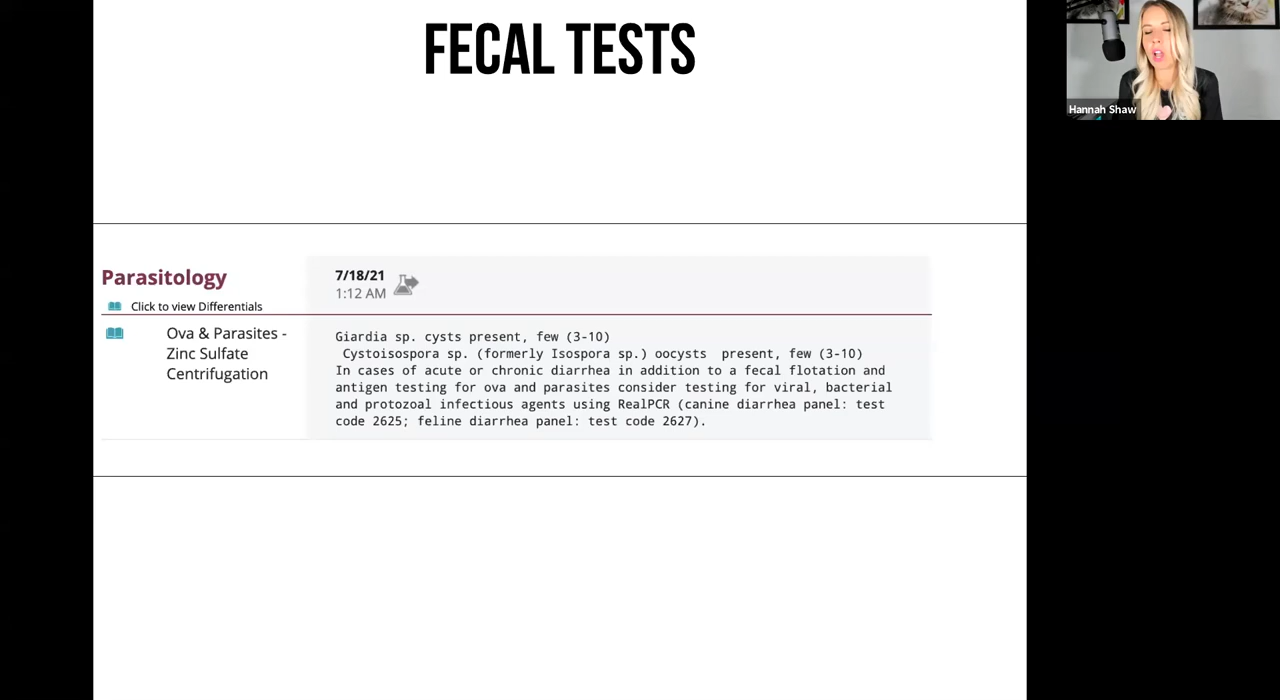 FECAL TESTS
Hannah Shaw
Parasitology
Click to view Differentials
7/18/21
1:12 AM
Ova & Parasites -
Zinc Sulfate
Centrifugation
Giardia sp. cysts present, few (3-10)
Cystoisospora sp. (formerly Isospora sp.) oocysts present, few (3-10)
In cases of acute or chronic diarrhea in addition to a fecal flotation and
antigen testing for ova and parasites consider testing for viral, bacterial
and protozoal infectious agents using RealPCR (canine diarrhea panel: test
code 2625; feline diarrhea panel: test code 2627).